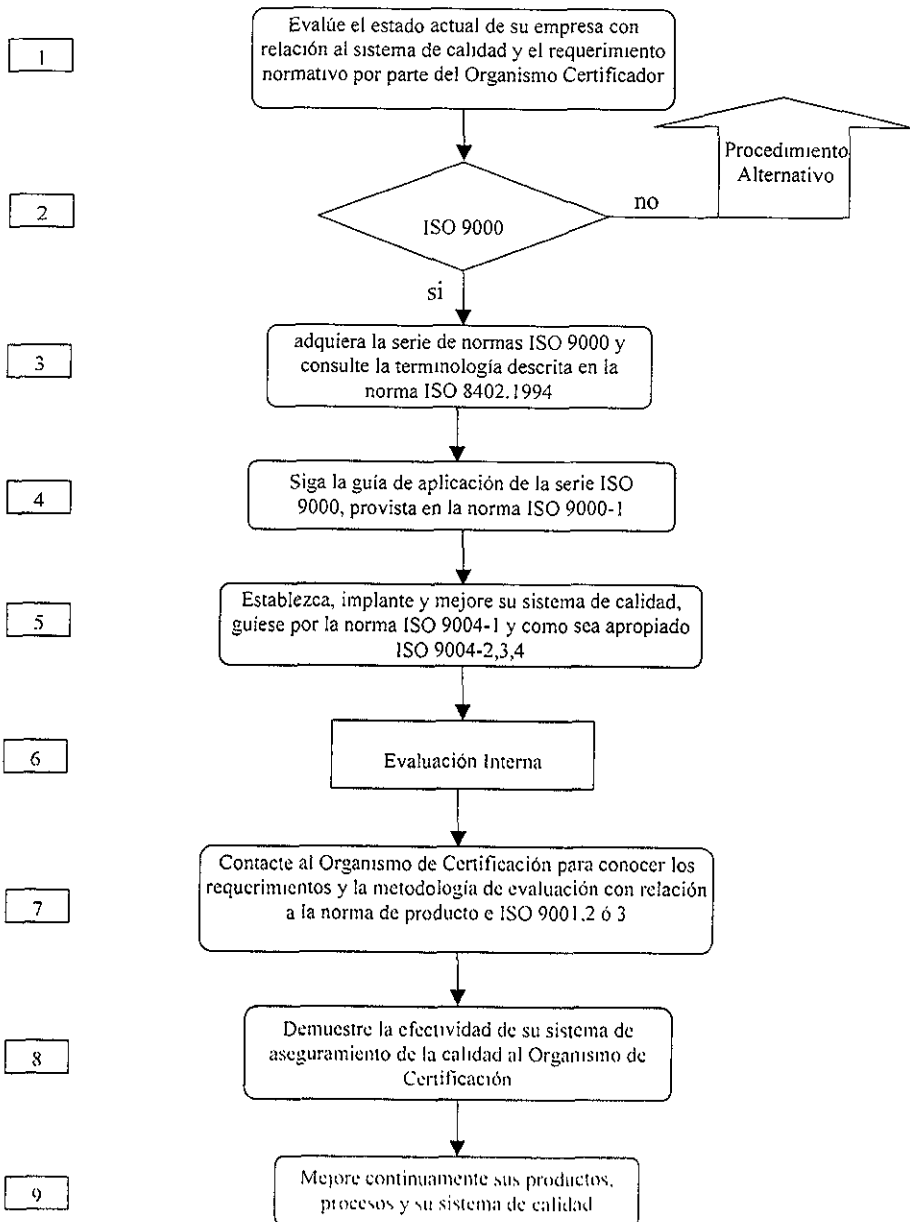 1
Evalúe el estado actual de su empresa con
relación al sistema de calidad y el requerimiento
normativo por parte del Organismo Certificador
Procedimiento
Alternativo
2
ISO 9000
no
si
3
adquiera la serie de normas ISO 9000 y
consulte la terminología descrita en la
norma ISO 8402.1994
4
Siga la guía de aplicación de la serie ISO
9000, provista en la norma ISO 9000-1
5
Establezca, implante y mejore su sistema de calidad,
guiese por la norma ISO 9004-1 y como sea apropiado
ISO 9004-2,3,4
6
Evaluación Interna
7
Contacte al Organismo de Certificación para conocer los
requerimientos y la metodología de evaluación con relación
a la norma de producto e ISO 9001,2 ó 3
8
Demuestre la efectividad de su sistema de
aseguramiento de la calidad al Organismo de
Certificación
9
Mejore continuamente sus productos,
procesos y su sistema de calidad